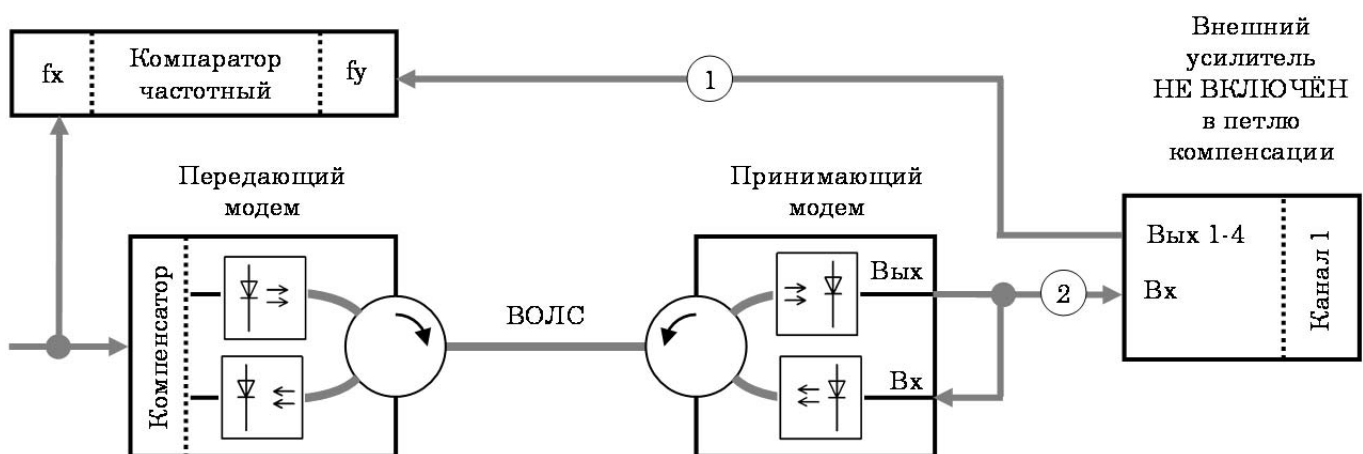 Внешний
усилитель
НЕ ВКЛЮЧЁН
в петлю
компенсации
fx
Компаратор
частотный
fy
1
Передающий
модем
Принимающий
модем
Компенсатор
ВОЛС
Вых
Вх
2
Вых 1-4
Вх
Канал 1